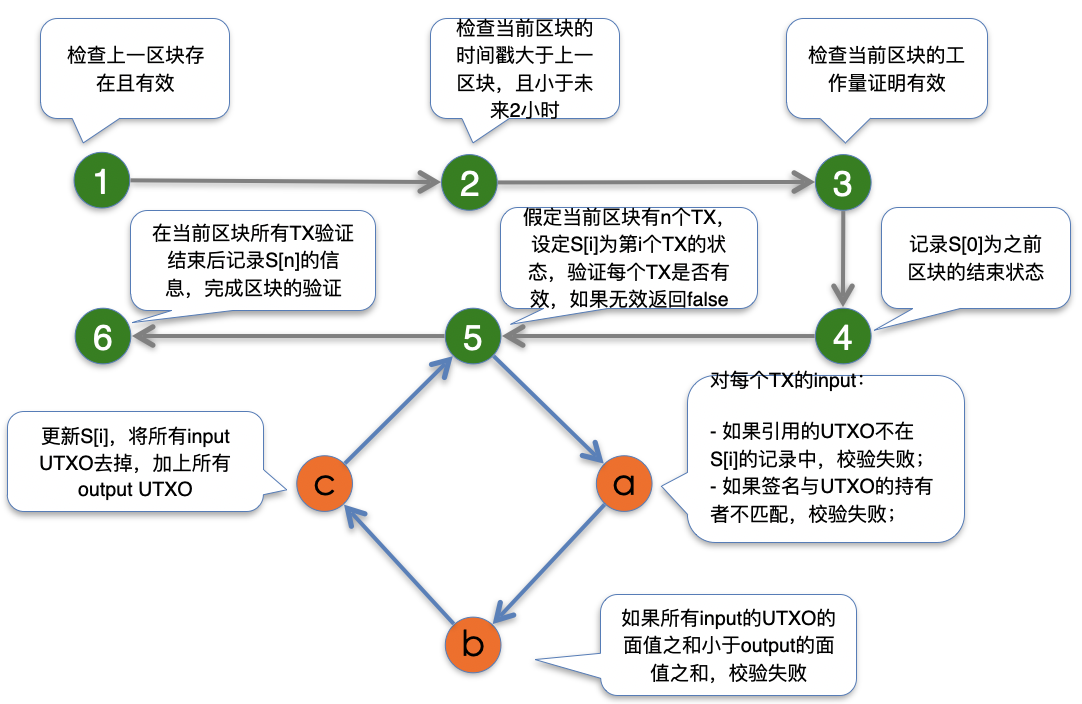 检查上一区块存
在且有效
检查当前区块的
时间戳大于上一
区块，且小于未
来2小时
检查当前区块的工
作量证明有效
1
2
3
在当前区块所有TX验证
结束后记录S[n]的信
息，完成区块的验证
假定当前区块有n个TX，
设定S[i]为第i个TX的状
态，验证每个TX是否有
效，如果无效返回false
记录S[0]为之前
区块的结束状态
6
5
4
对每个TX的input：
- 如果引用的UTXO不在
S[i]的记录中，校验失败；
- 如果签名与UTXO的持有
者不匹配，校验失败；
更新S[i]，将所有input
UTXO去掉，加上所有
output UTXO
c
a
b
如果所有input的UTXO的
面值之和小于output的面
值之和，校验失败